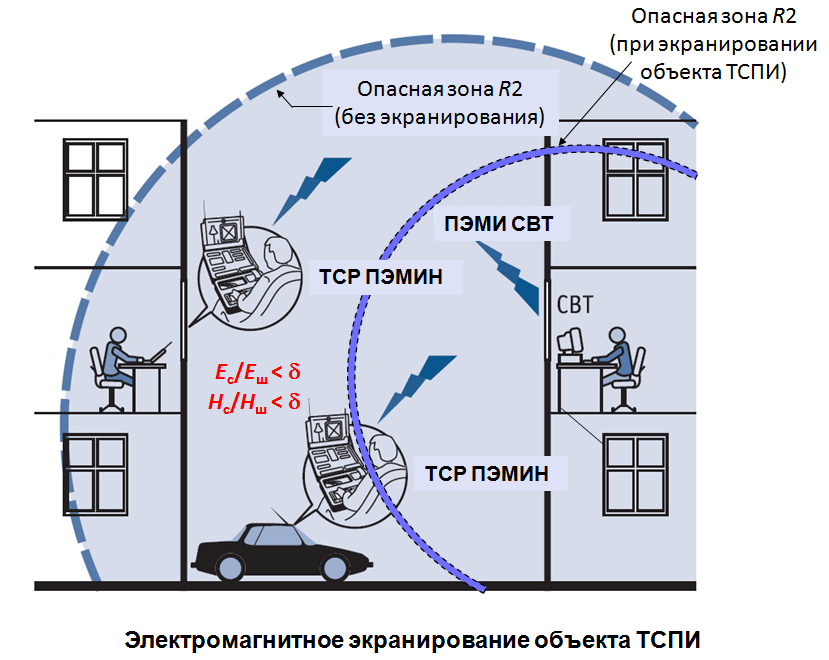 Опасная зона R2
(при экранировании
объекта ТСПИ)
Опасная зона R2
(без экранирования)
ПЭМИ СВТ
ТСР ПЭМИН
СВТ
Eс/Eш < δ
Hс/Hш < δ
ТСР ПЭМИН
Электромагнитное экранирование объекта ТСПИ